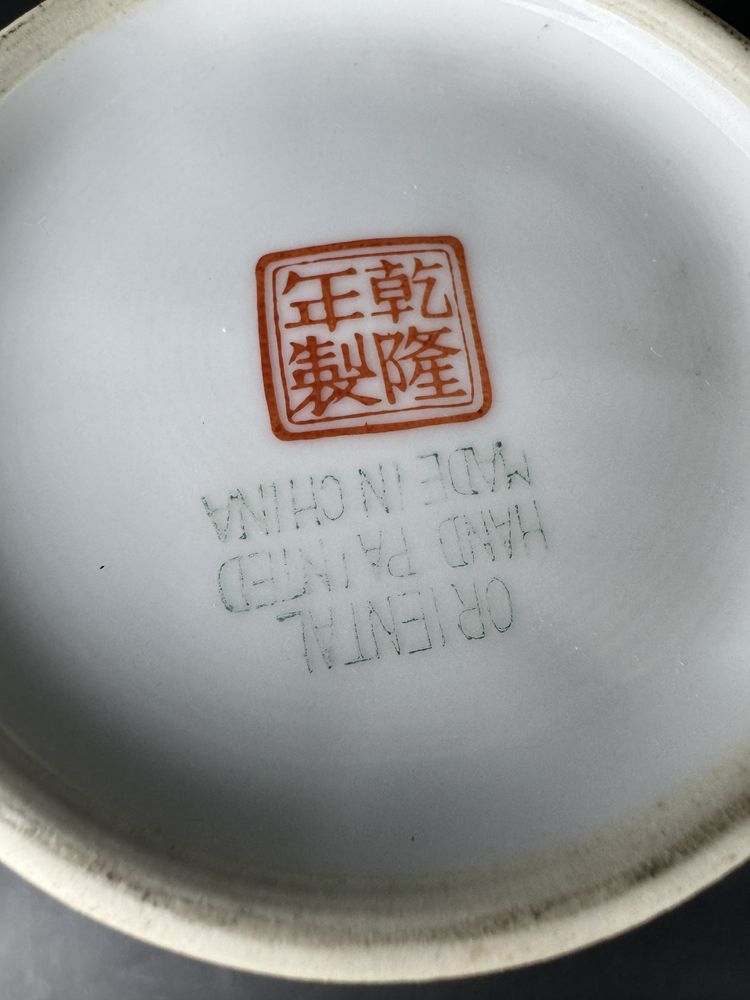 乾隆
年製
ORIENTAL
HAND PAINTED
MADE IN CHINA